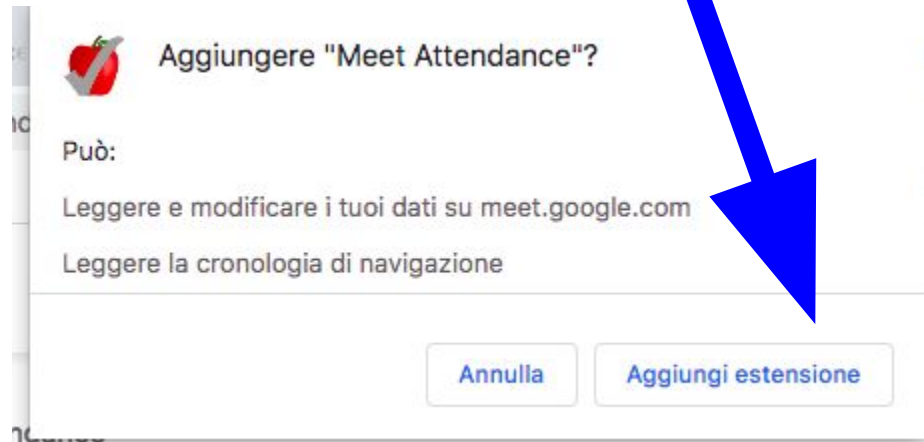 Aggiungere "Meet Attendance"?
Può:
Leggere e modificare i tuoi dati su meet.google.com
Leggere la cronologia di navigazione
Annulla
Aggiungi estensione